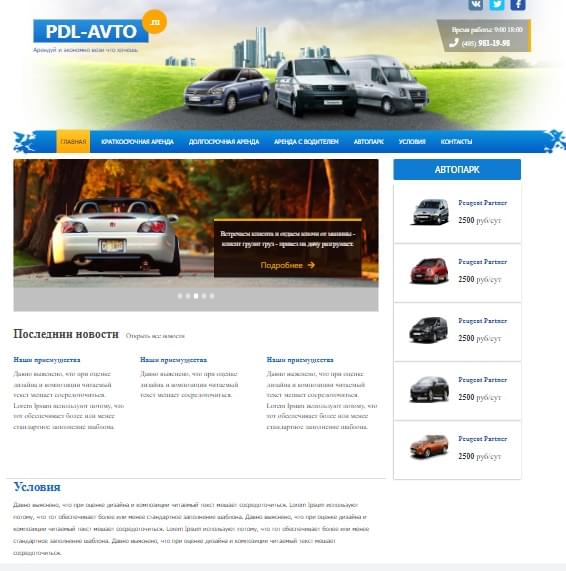 PDL-AVTO
.ru
Арендуй и экономно вези что хочешь
Время работы: 9:00 18:00
(495) 981-19-98
ГЛАВНАЯ КРАТКОСРОЧНАЯ АРЕНДА ДОЛГОСРОЧНАЯ АРЕНДА АРЕНДА С ВОДИТЕЛЕМ АВТОПАРК УСЛОВИЯ КОНТАКТЫ
Встречаем клиента и отдаем ключи от машины -
клиент грузит груз - привез на дачу разгружает.
Подробнее
АВТОПАРК
Peugeot Partner
2500 руб/сут
Peugeot Partner
2500 руб/сут
Peugeot Partner
2500 руб/сут
Peugeot Partner
2500 руб/сут
Peugeot Partner
2500 руб/сут
Последнии новости Открыть все новости
Наши приемущества
Давно выяснено, что при оценке
дизайна и композиции читаемый
текст мешает сосредоточиться.
Lorem Ipsum используют потому, что
тот обеспечивает более или менее
стандартное заполнение шаблона.
Наши приемущества
Давно выяснено, что при оценке
дизайна и композиции читаемый
текст мешает сосредоточиться.
Наши приемущества
Давно выяснено, что при оценке
дизайна и композиции читаемый
текст мешает сосредоточиться.
Lorem Ipsum используют потому, что
тот обеспечивает более или менее
стандартное заполнение шаблона.
Условия
Давно выяснено, что при оценке дизайна и композиции читаемый текст мешает сосредоточиться. Lorem Ipsum используют
потому, что тот обеспечивает более или менее стандартное заполнение шаблона. Давно выяснено, что при оценке дизайна и
композиции читаемый текст мешает сосредоточиться. Lorem Ipsum используют потому, что тот обеспечивает более или менее
стандартное заполнение шаблона. Давно выяснено, что при оценке дизайна и композиции читаемый текст мешает
сосредоточиться.